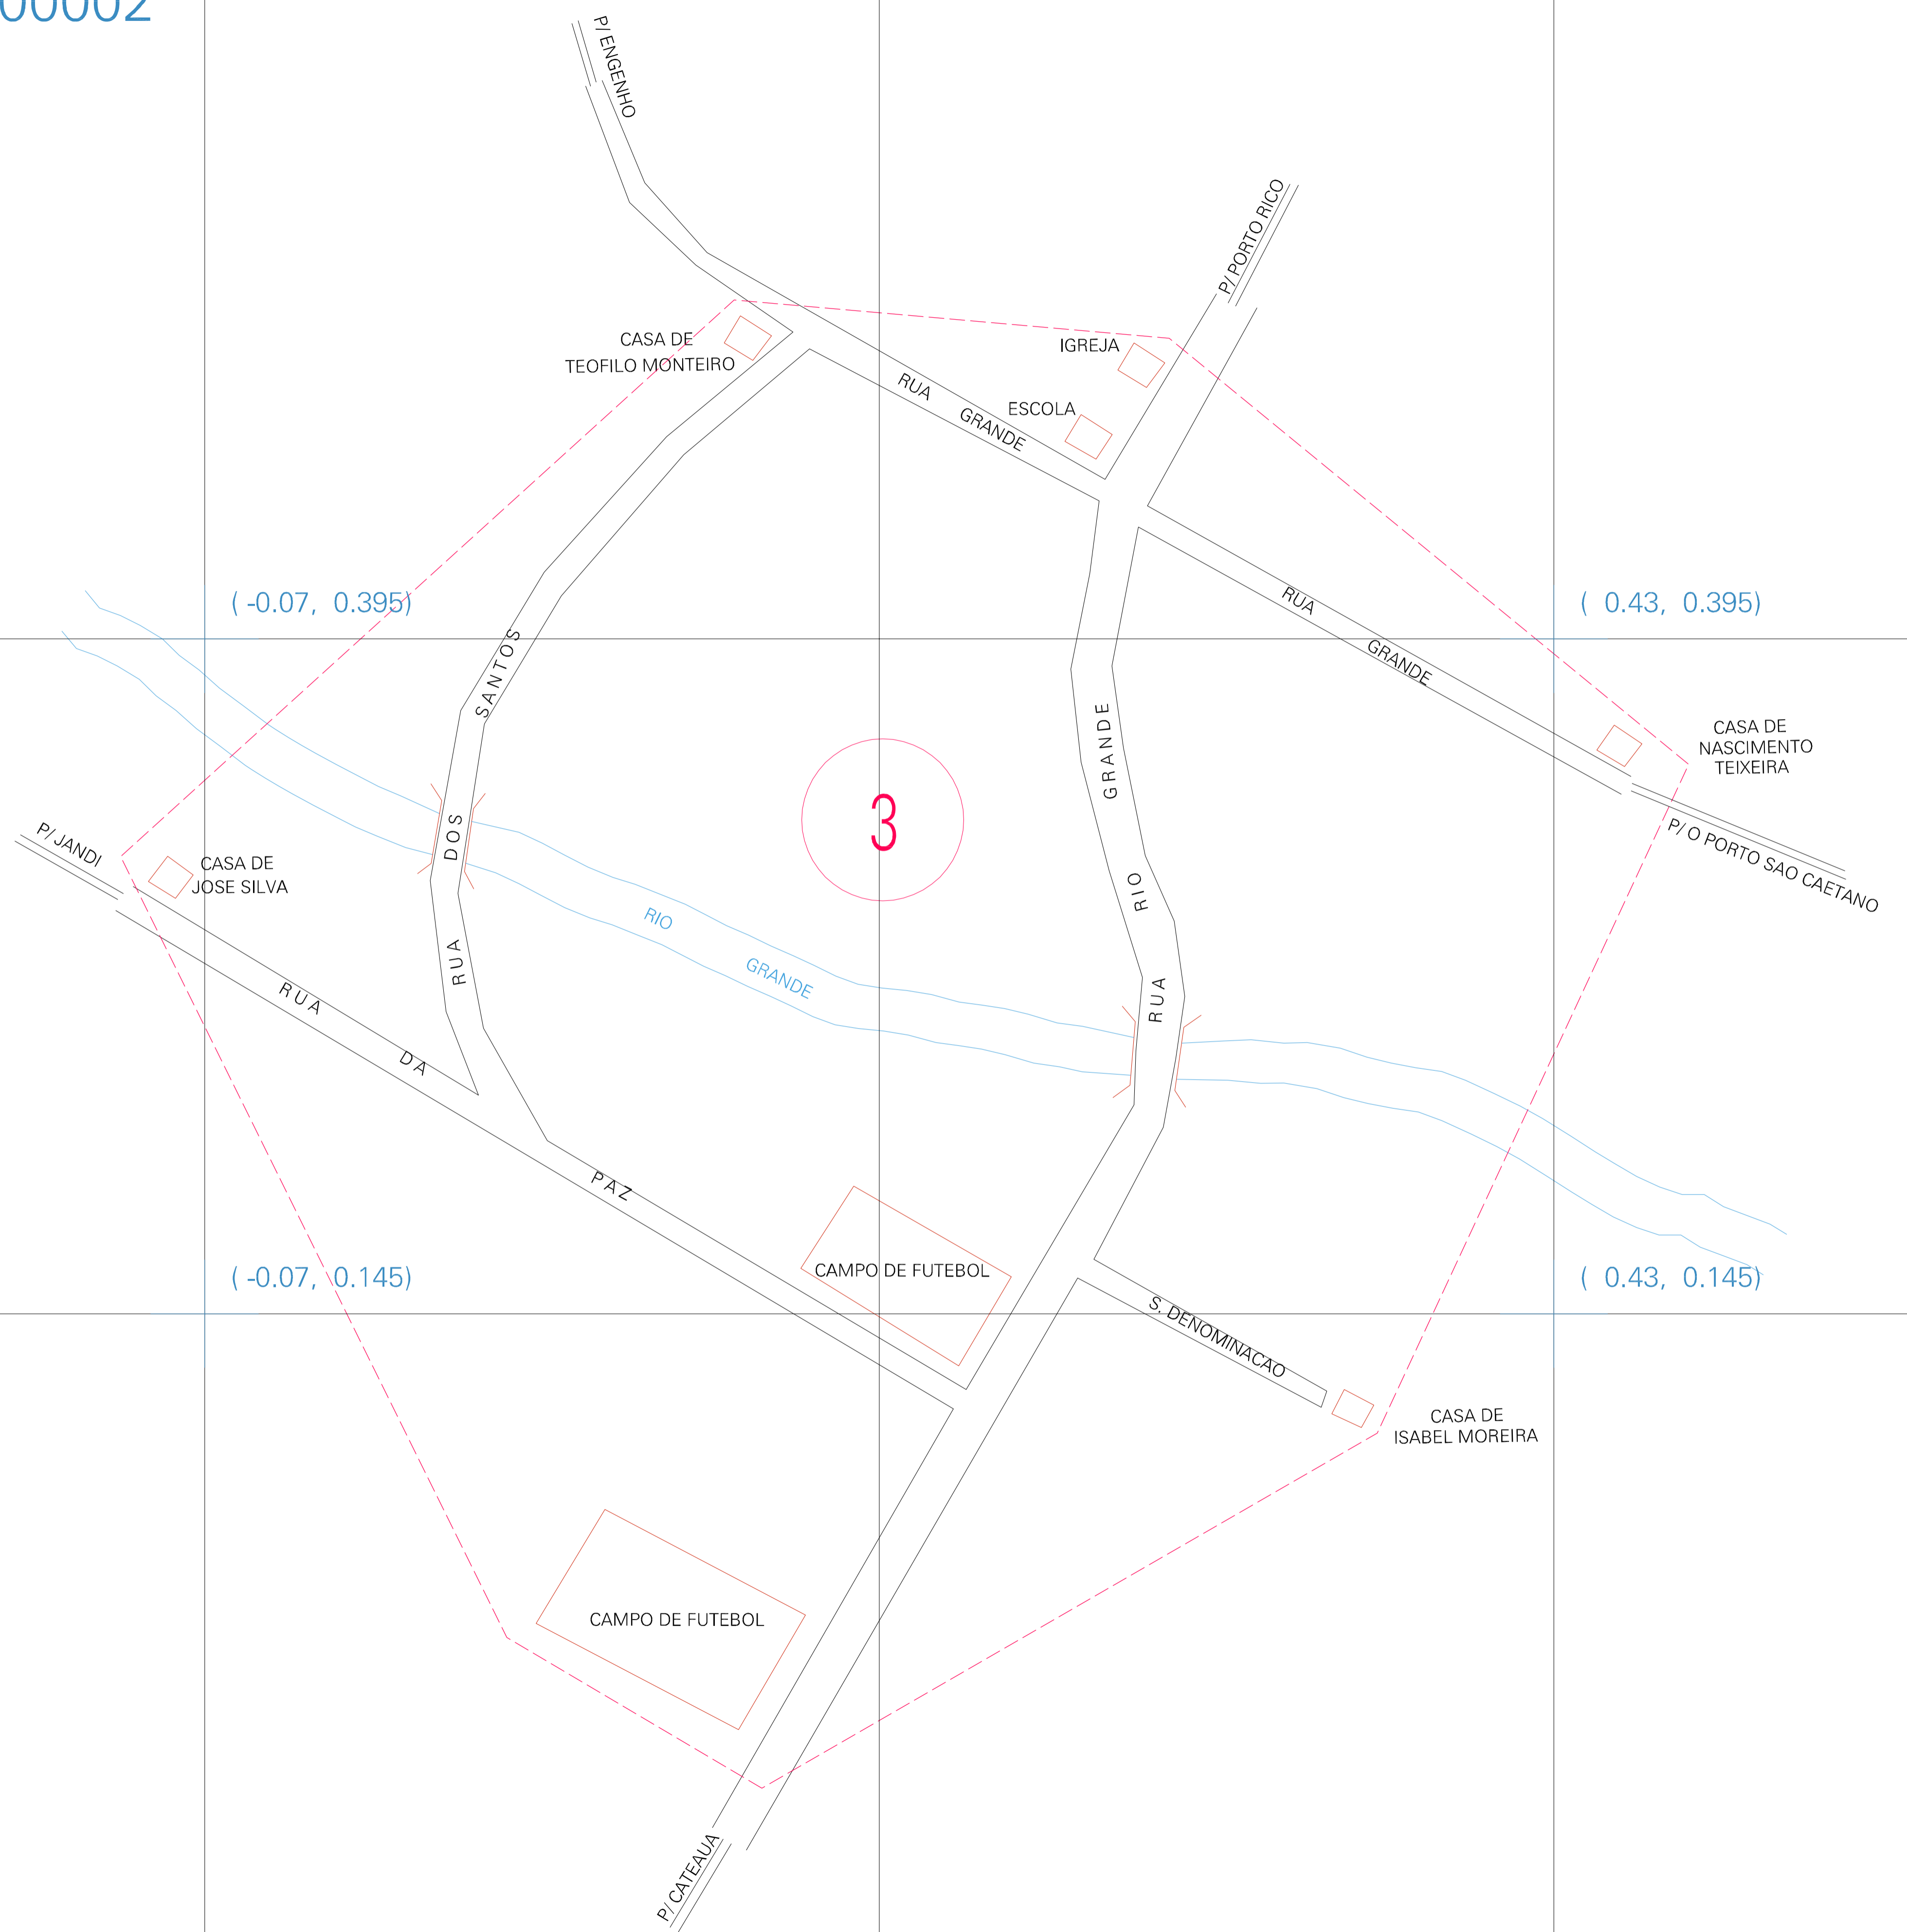 00002
P/ ENGENHO
P/ PORTO RICO
CASA DE
TEOFILO MONTEIRO
IGREJA
ESCOLA
RUA GRANDE
( -0.07, 0.395)
( 0.43, 0.395)
RUA GRANDE
RUA DOS SANTOS
RUA RIO GRANDE
CASA DE
NASCIMENTO
TEIXEIRA
P/ O PORTO SAO CAETANO
3
P/ JANDI
CASA DE
JOSE SILVA
RIO GRANDE
RUA DA PAZ
( -0.07, 0.145)
( 0.43, 0.145)
CAMPO DE FUTEBOL
S. DENOMINACAO
CASA DE
ISABEL MOREIRA
CAMPO DE FUTEBOL
P/ CATEAUA